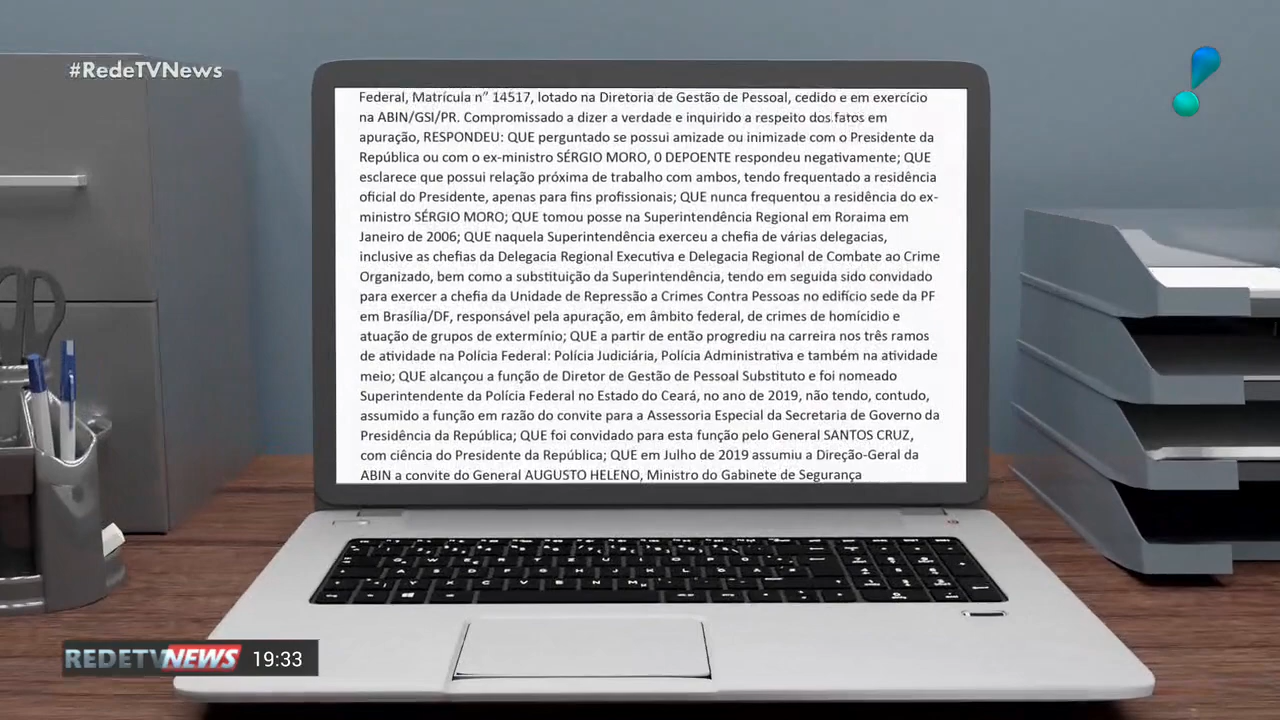 #RedeTVNews
Federal, Matrícula n” 14517, lotado na Diretoria de Gestão de Pessoal, cedido e em exercício
na ABIN/GSI/PR. Compromissado a dizer a verdade e inquirido a respeito dos fatos em
apuração, RESPONDEU: QUE perguntado se possui amizade ou inimizade com o Presidente da
República ou com o ex-ministro SÉRGIO MORO, 0 DEPOENTE respondeu negativamente; QUE
esclarece que possui relação próxima de trabalho com ambos, tendo frequentado a residência
oficial do Presidente, apenas para fins profissionais; QUE nunca frequentou a residência do ex-
ministro SÉRGIO MORO; QUE tomou posse na Superintendência Regional em Roraima em
Janeiro de 2006; QUE naquela Superintendência exerceu a chefia de várias delegacias,
inclusive as chefias da Delegacia Regional Executiva e Delegacia Regional de Combate ao Crime
Organizado, bem como a substituição da Superintendência, tendo em seguida sido convidado
para exercer a chefia da Unidade de Repressão a Crimes Contra Pessoas no edifício sede da PF
em Brasília/DF, responsável pela apuração, em âmbito federal, de crimes de homícidio e
atuação de grupos de extermínio; QUE a partir de então progrediu na carreira nos três ramos
de atividade na Polícia Federal: Polícia Judiciária, Polícia Administrativa e também na atividade
meio; QUE alcançou a função de Diretor de Gestão de Pessoal Substituto e foi nomeado
Superintendente da Polícia Federal no Estado do Ceará, no ano de 2019, não tendo, contudo,
assumido a função em razão do convite para a Assessoria Especial da Secretaria de Governo da
Presidência da República; QUE foi convidado para esta função pelo General SANTOS CRUZ,
com ciência do Presidente da República; QUE em Julho de 2019 assumiu a Direção-Geral da
ABIN a convite do General AUGUSTO HELENO, Ministro do Gabinete de Segurança
REDETVNEWS 19:33